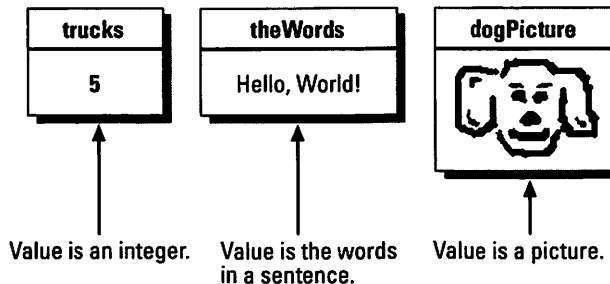 trucks
5
theWords
Hello, World!
dogPicture
Value is an integer.
Value is the words
in a sentence.
Value is a picture.